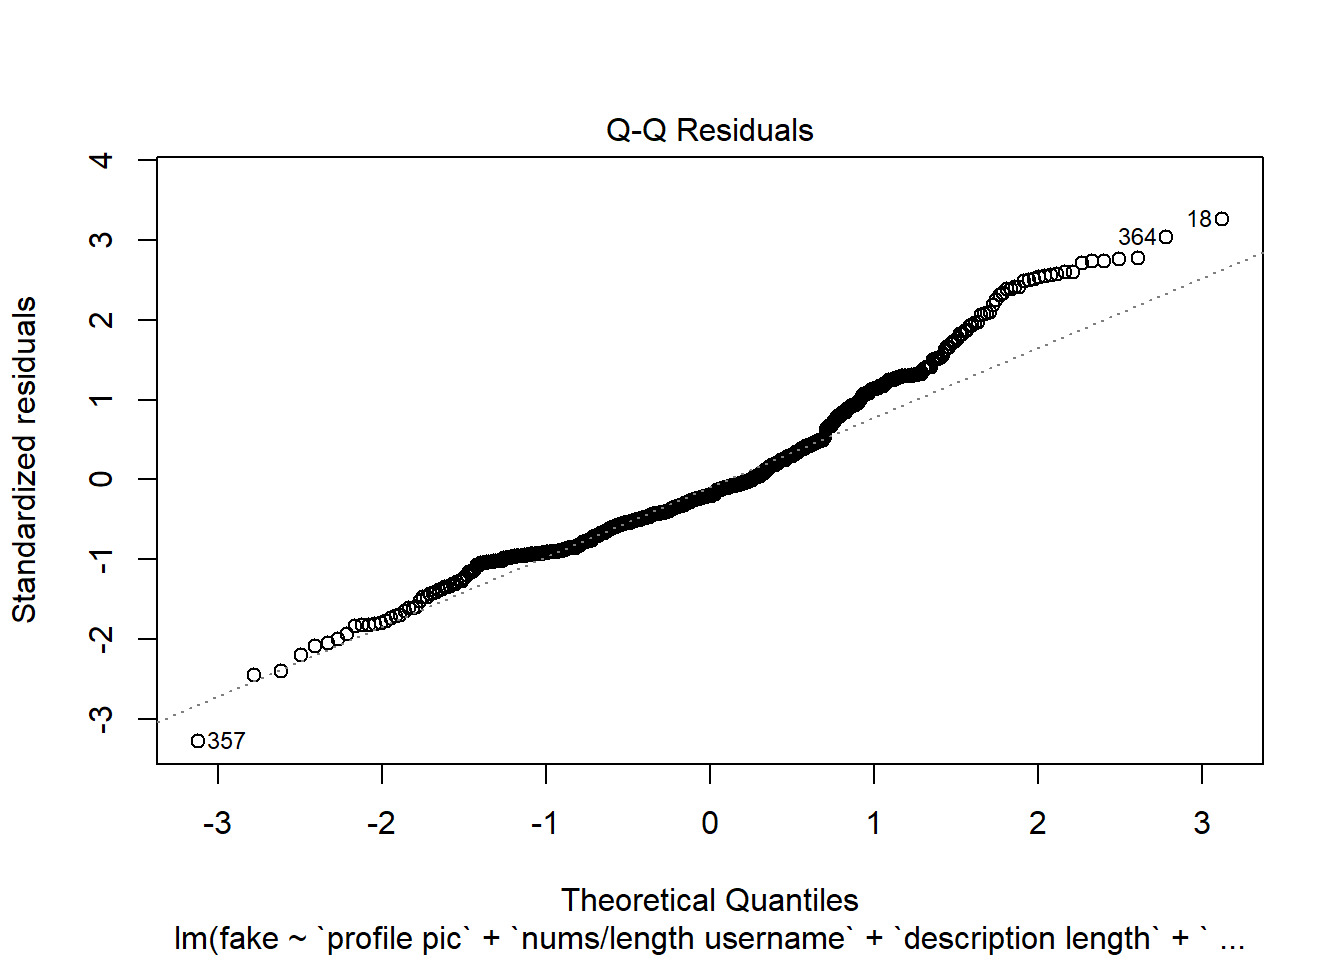 Q-Q Residuals
Standardized residuals
4
3
2
1
0
-1
-2
-3
18
364
357
-3 -2 -1 0 1 2 3
Theoretical Quantiles
lm(fake ~ `profile pic` + `nums/length username` + `description length` + ` ...